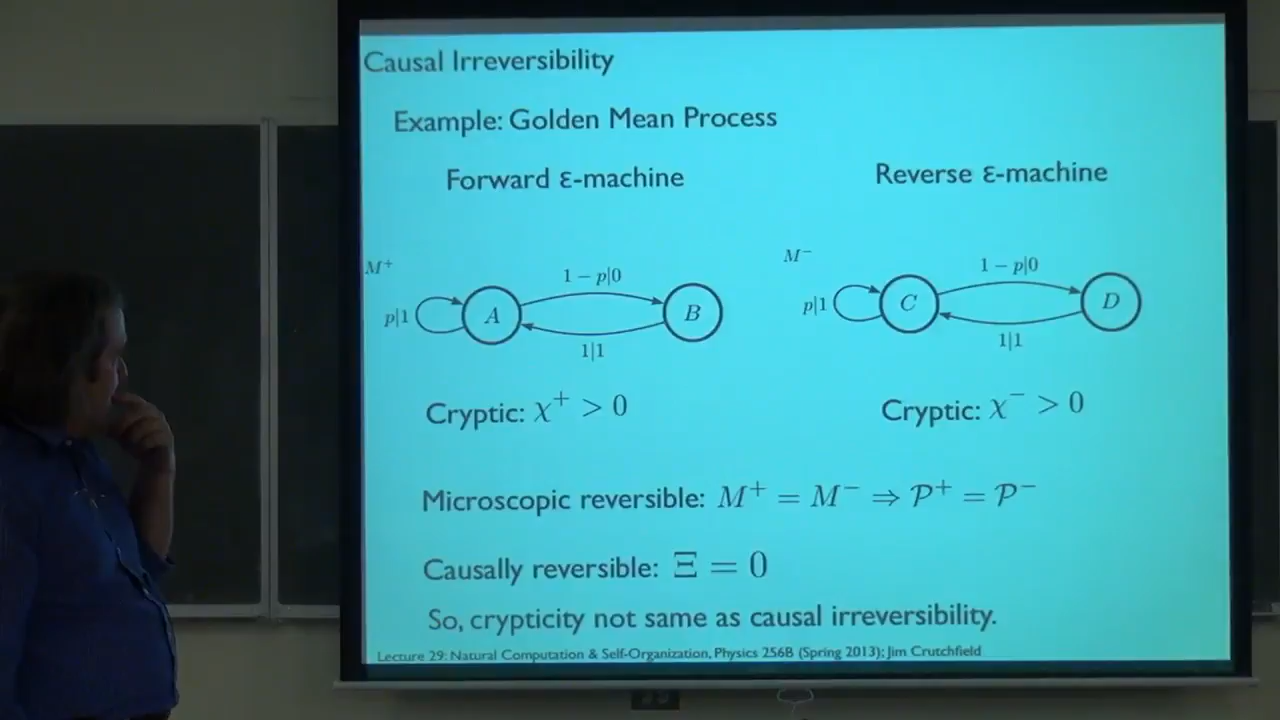 Causal Irreversibility
Example: Golden Mean Process
Forward ε-machine
Reverse ε-machine
M⁺
p|1
A
1 − p|0
B
1|1
M⁻
p|1
C
1 − p|0
D
1|1
Cryptic: χ⁺ > 0
Cryptic: χ⁻ > 0
Microscopic reversible: M⁺ = M⁻ ⇒ 𝒫⁺ = 𝒫⁻
Causally reversible: Ξ = 0
So, crypticity not same as causal irreversibility.
Lecture 29: Natural Computation & Self-Organization, Physics 256B (Spring 2013); Jim Crutchfield